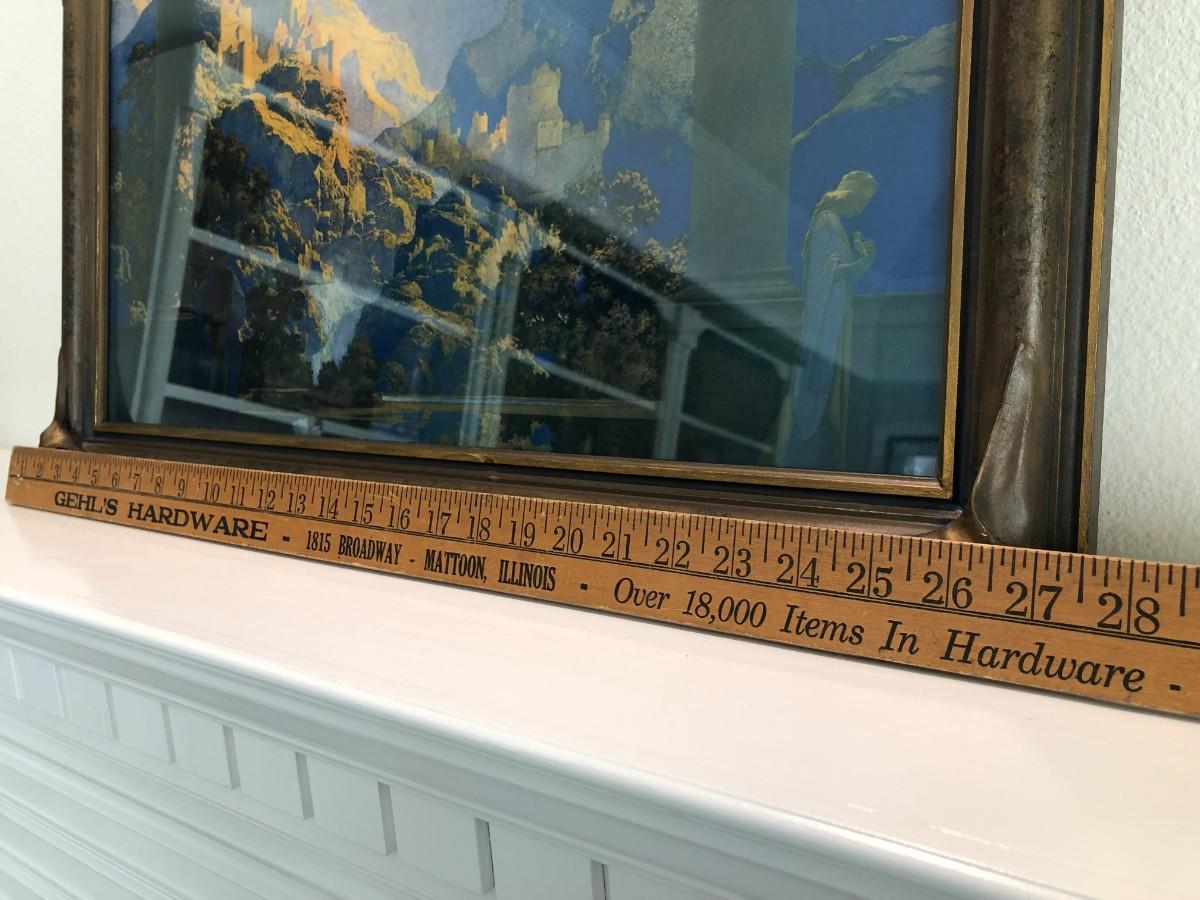 1 2 3 4 5 6 7 8 9 10 11 12 13 14 15 16 17 18 19 20 21 22 23 24 25 26 27 28
GEHL'S HARDWARE - 1815 BROADWAY - MATTOON, ILLINOIS - Over 18,000 Items In Hardware -